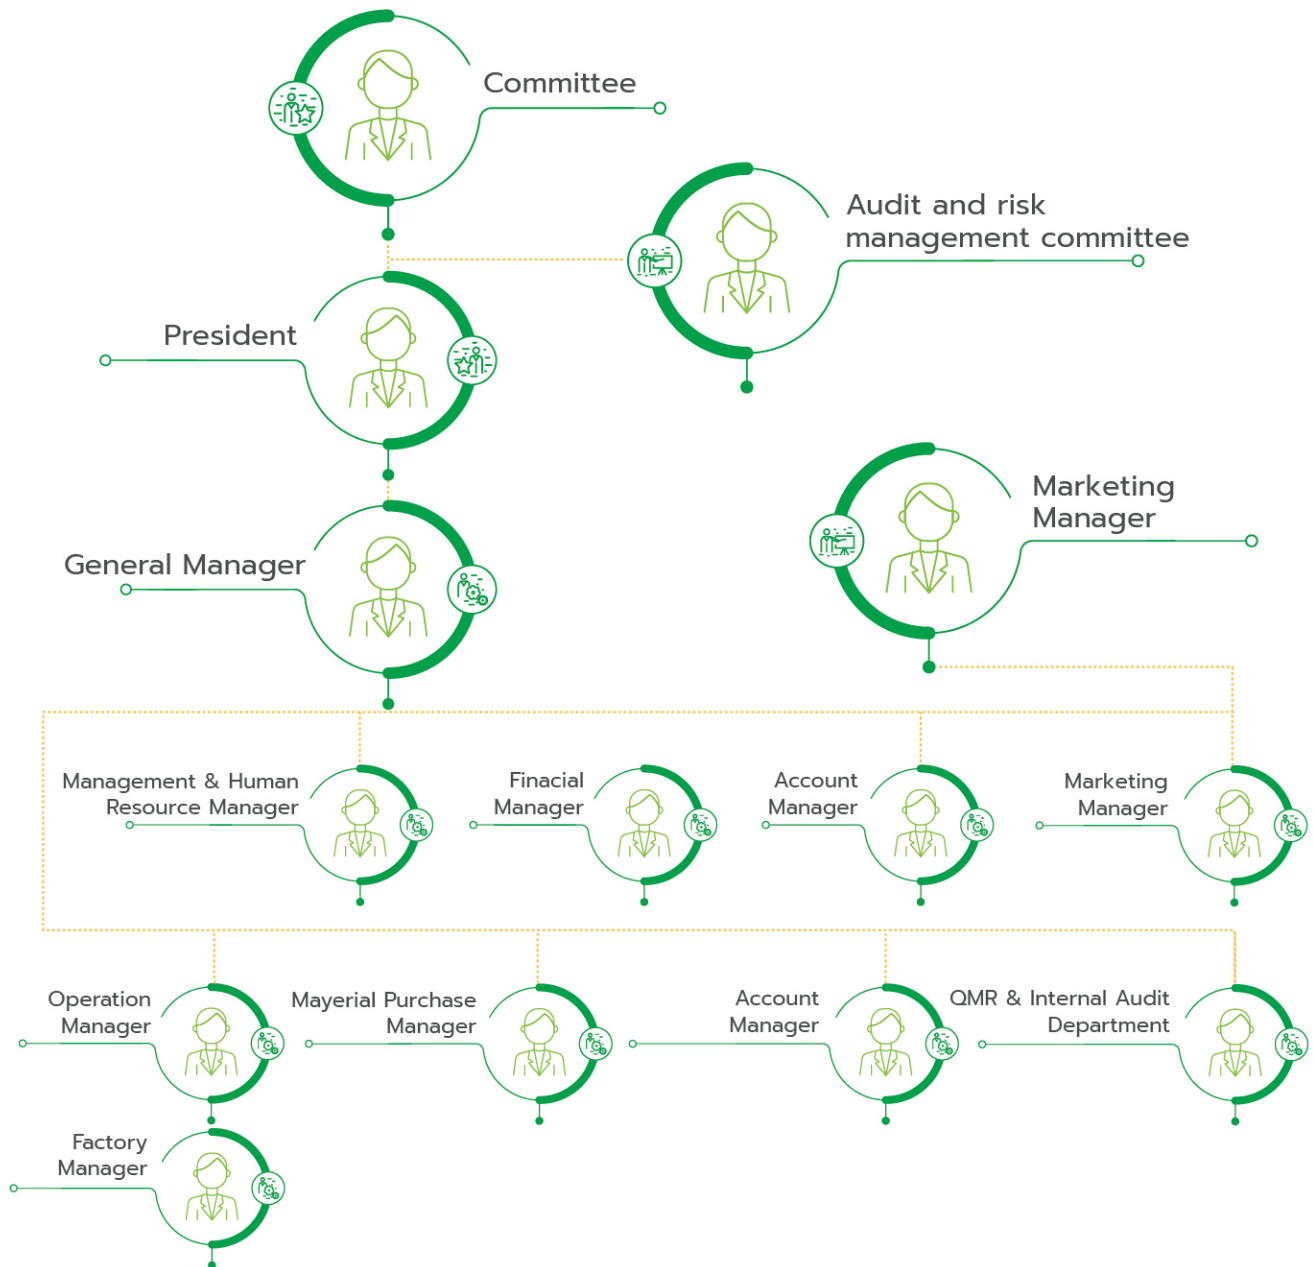 Committee
Audit and risk
management committee
President
Marketing
Manager
General Manager
Management & Human
Resource Manager
Finacial
Manager
Account
Manager
Marketing
Manager
Operation
Manager
Mayerial Purchase
Manager
Account
Manager
QMR & Internal Audit
Department
Factory
Manager